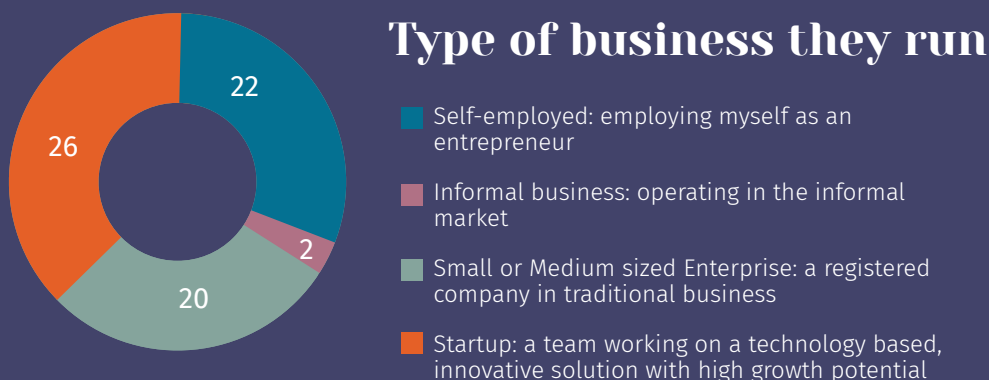 Type of business they run
22
26
2
20
Self-employed: employing myself as an
entrepreneur
Informal business: operating in the informal
market
Small or Medium sized Enterprise: a registered
company in traditional business
Startup: a team working on a technology based,
innovative solution with high growth potential